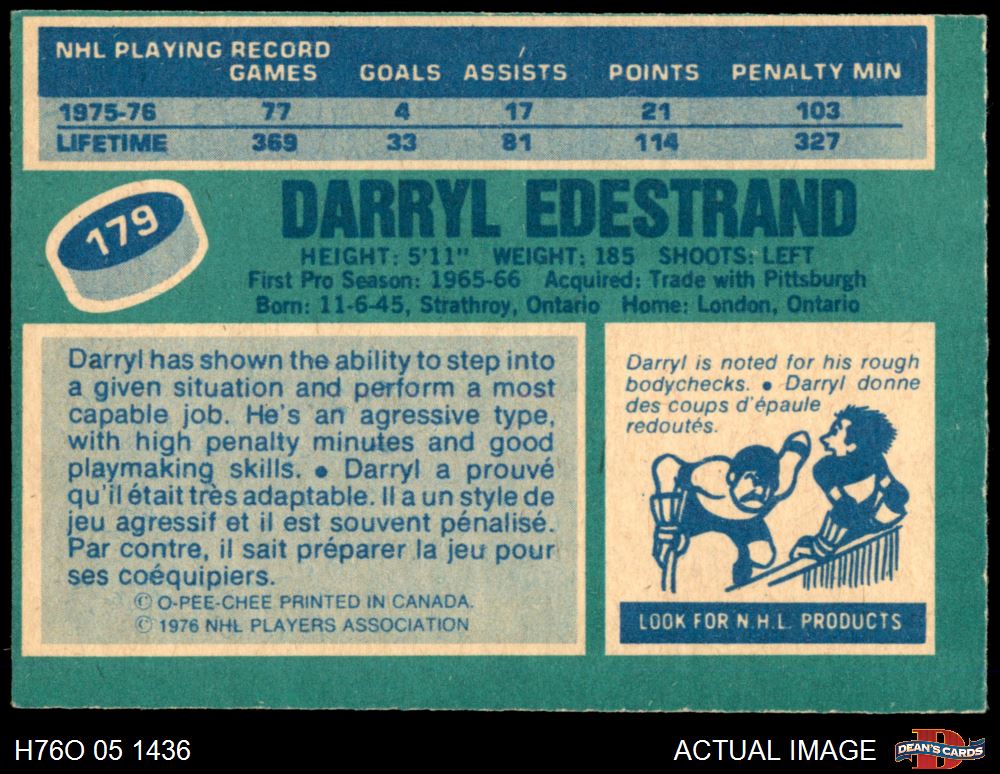 NHL PLAYING RECORD
GAMES GOALS ASSISTS POINTS PENALTY MIN
1975-76 77 4 17 21 103
LIFETIME 369 33 81 114 327
179
DARRYL EDESTRAND
HEIGHT: 5'11" WEIGHT: 185 SHOOTS: LEFT
First Pro Season: 1965-66 Acquired: Trade with Pittsburgh
Born: 11-6-45, Strathroy, Ontario Home: London, Ontario
Darryl has shown the ability to step into
a given situation and perform a most
capable job. He's an agressive type,
with high penalty minutes and good
playmaking skills. • Darryl a prouvé
qu'il était très adaptable. Il a un style de
jeu agressif et il est souvent pénalisé.
Par contre, il sait préparer la jeu pour
ses coéquipiers.
© O-PEE-CHEE PRINTED IN CANADA.
© 1976 NHL PLAYERS ASSOCIATION
Darryl is noted for his rough
bodychecks. • Darryl donne
des coups d'épaule
redoutés.
LOOK FOR N.H.L. PRODUCTS
H76O 05 1436
ACTUAL IMAGE
DEAN'S CARDS